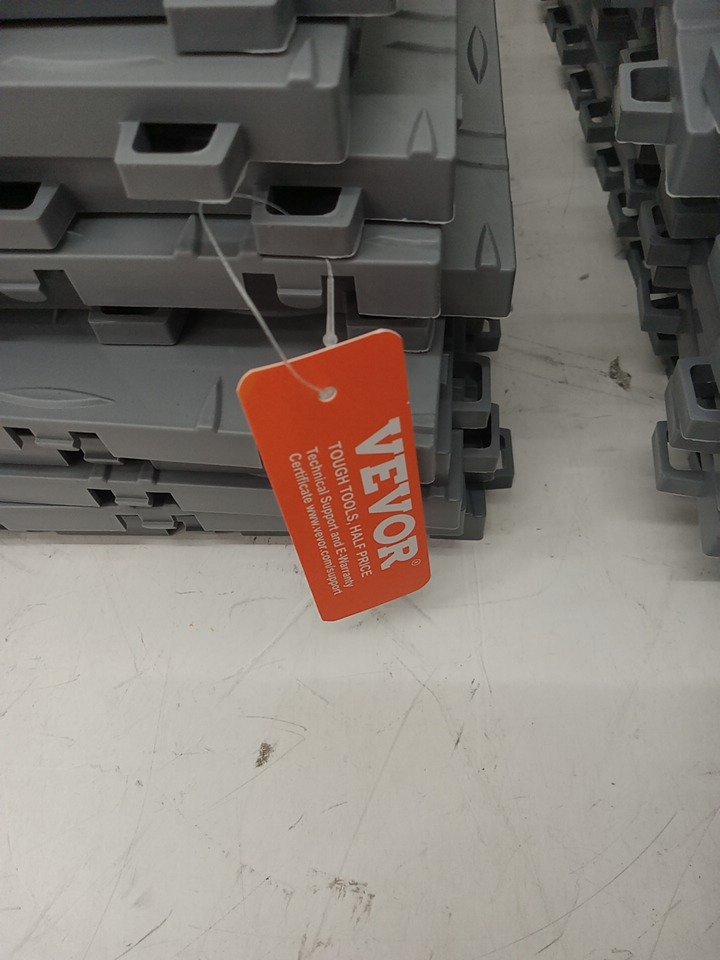 VEVOR®
TOUGH TOOLS, HALF PRICE
Technical Support and E-Warranty
Certificate www.vevor.com/support